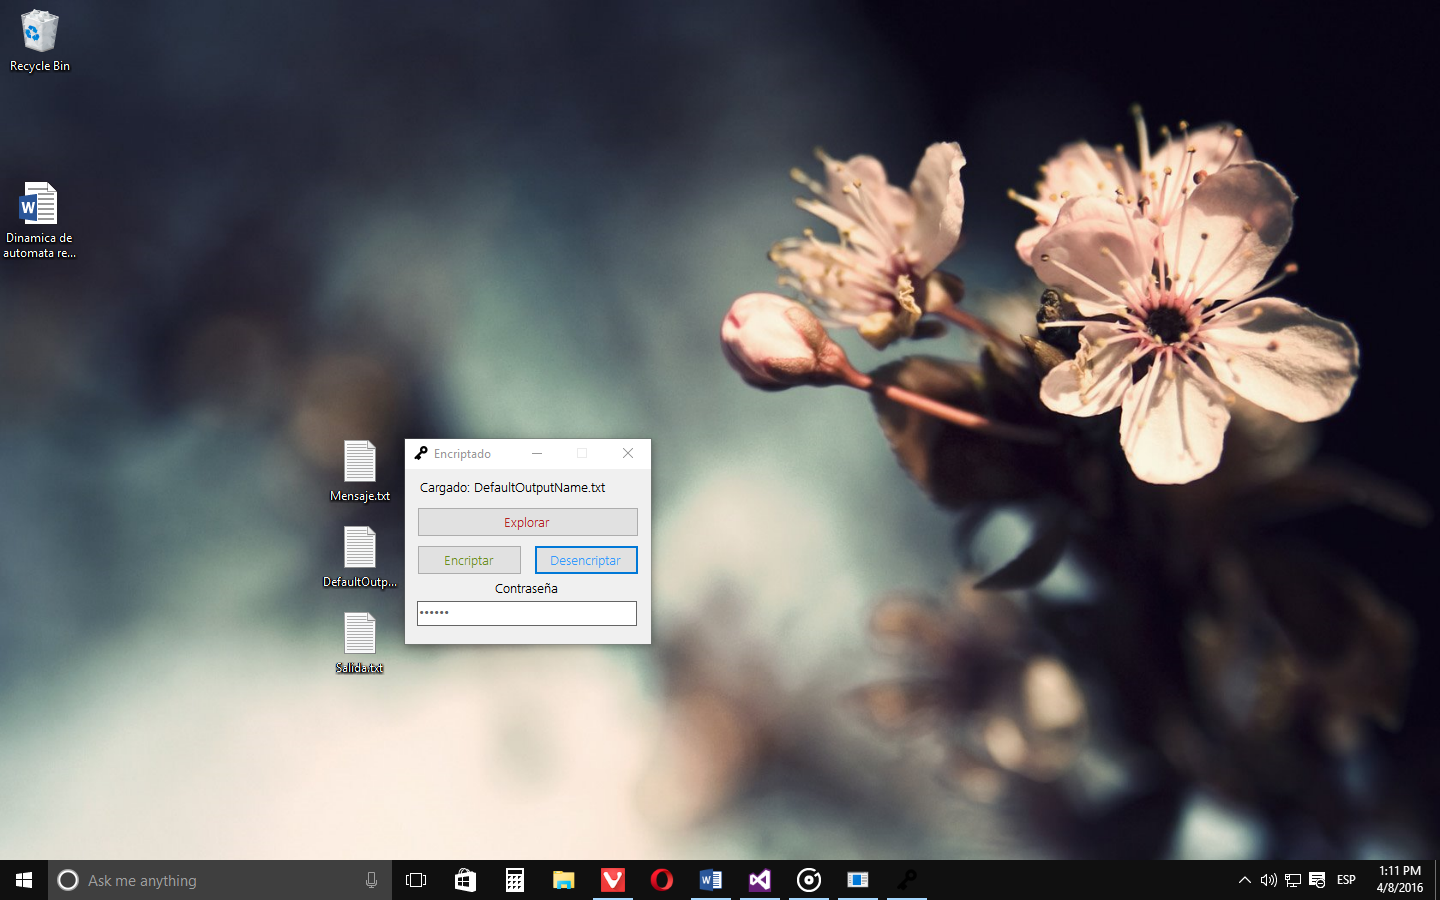 Recycle Bin
Dinamica de
automata re...
Mensaje.txt
DefaultOutp...
Salida.txt
Encriptado
Cargado: DefaultOutputName.txt
Explorar
Encriptar
Desencriptar
Contraseña
••••••
Ask me anything
ESP
1:11 PM
4/8/2016